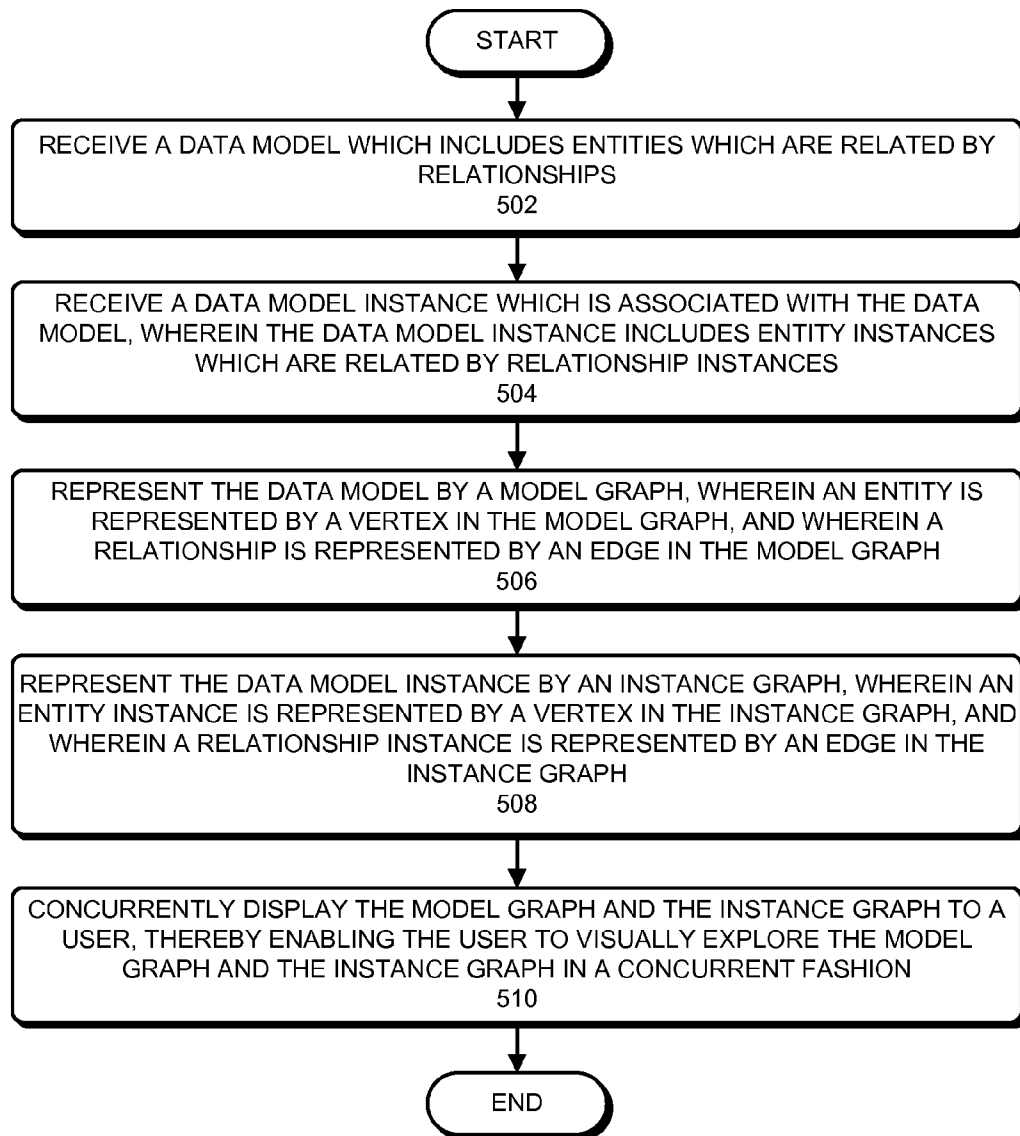 START
RECEIVE A DATA MODEL WHICH INCLUDES ENTITIES WHICH ARE RELATED BY
RELATIONSHIPS
502
RECEIVE A DATA MODEL INSTANCE WHICH IS ASSOCIATED WITH THE DATA
MODEL, WHEREIN THE DATA MODEL INSTANCE INCLUDES ENTITY INSTANCES
WHICH ARE RELATED BY RELATIONSHIP INSTANCES
504
REPRESENT THE DATA MODEL BY A MODEL GRAPH, WHEREIN AN ENTITY IS
REPRESENTED BY A VERTEX IN THE MODEL GRAPH, AND WHEREIN A
RELATIONSHIP IS REPRESENTED BY AN EDGE IN THE MODEL GRAPH
506
REPRESENT THE DATA MODEL INSTANCE BY AN INSTANCE GRAPH, WHEREIN AN
ENTITY INSTANCE IS REPRESENTED BY A VERTEX IN THE INSTANCE GRAPH, AND
WHEREIN A RELATIONSHIP INSTANCE IS REPRESENTED BY AN EDGE IN THE
INSTANCE GRAPH
508
CONCURRENTLY DISPLAY THE MODEL GRAPH AND THE INSTANCE GRAPH TO A
USER, THEREBY ENABLING THE USER TO VISUALLY EXPLORE THE MODEL
GRAPH AND THE INSTANCE GRAPH IN A CONCURRENT FASHION
510
END